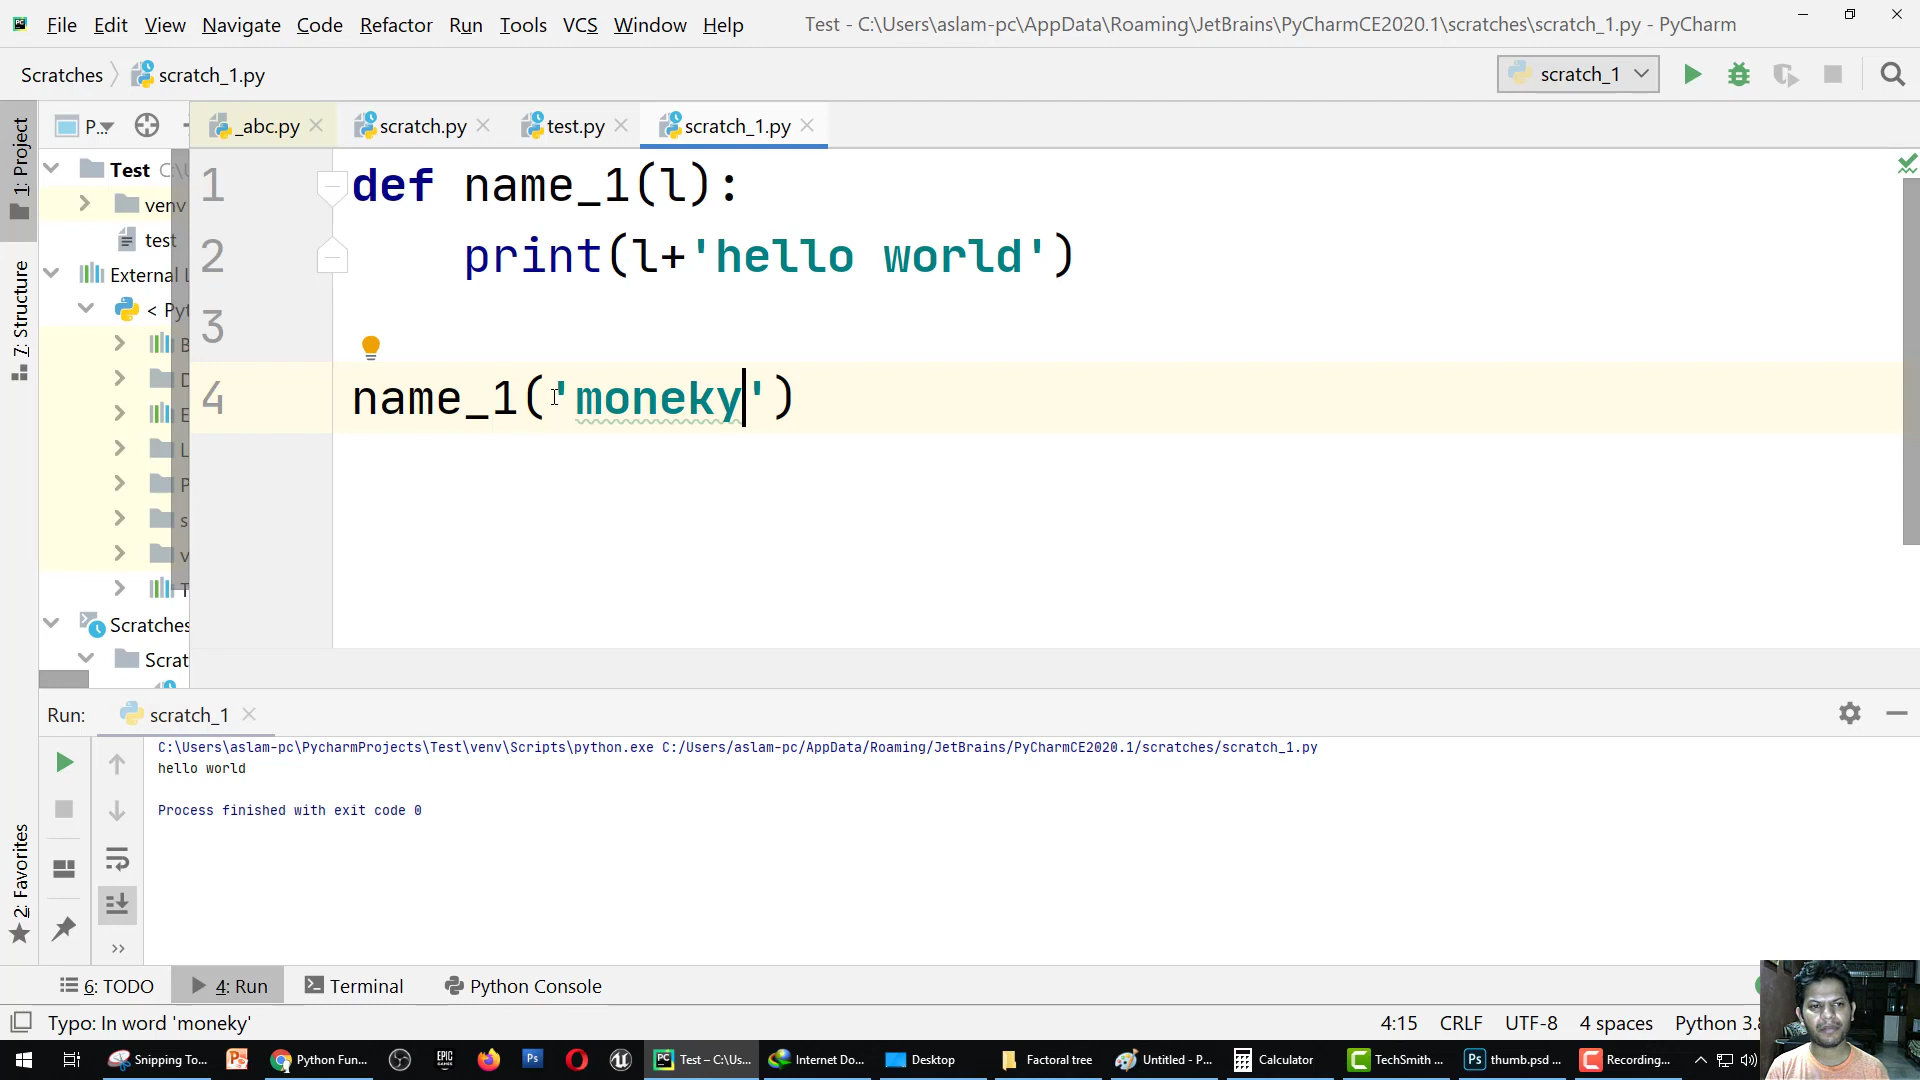 File Edit View Navigate Code Refactor Run Tools VCS Window Help Test - C:\Users\aslam-pc\AppData\Roaming\JetBrains\PyCharmCE2020.1\scratches\scratch_1.py - PyCharm
Scratches scratch_1.py scratch_1
P... _abc.py scratch.py test.py scratch_1.py
1: Project
7: Structure
2: Favorites
Test C:\
venv
test
External L
< Pyt
B
D
E
L
P
s
v
T
Scratches
Scrat
1 def name_1(l):
2 print(l+'hello world')
3
4 name_1('moneky')
Run: scratch_1
C:\Users\aslam-pc\PycharmProjects\Test\venv\Scripts\python.exe C:/Users/aslam-pc/AppData/Roaming/JetBrains/PyCharmCE2020.1/scratches/scratch_1.py
hello world
Process finished with exit code 0
6: TODO 4: Run Terminal Python Console
Typo: In word 'moneky' 4:15 CRLF UTF-8 4 spaces Python 3.8
Snipping To... Python Fun... Test – C:\Us... Internet Do... Desktop Factoral tree Untitled - P... Calculator TechSmith ... thumb.psd ... Recording...